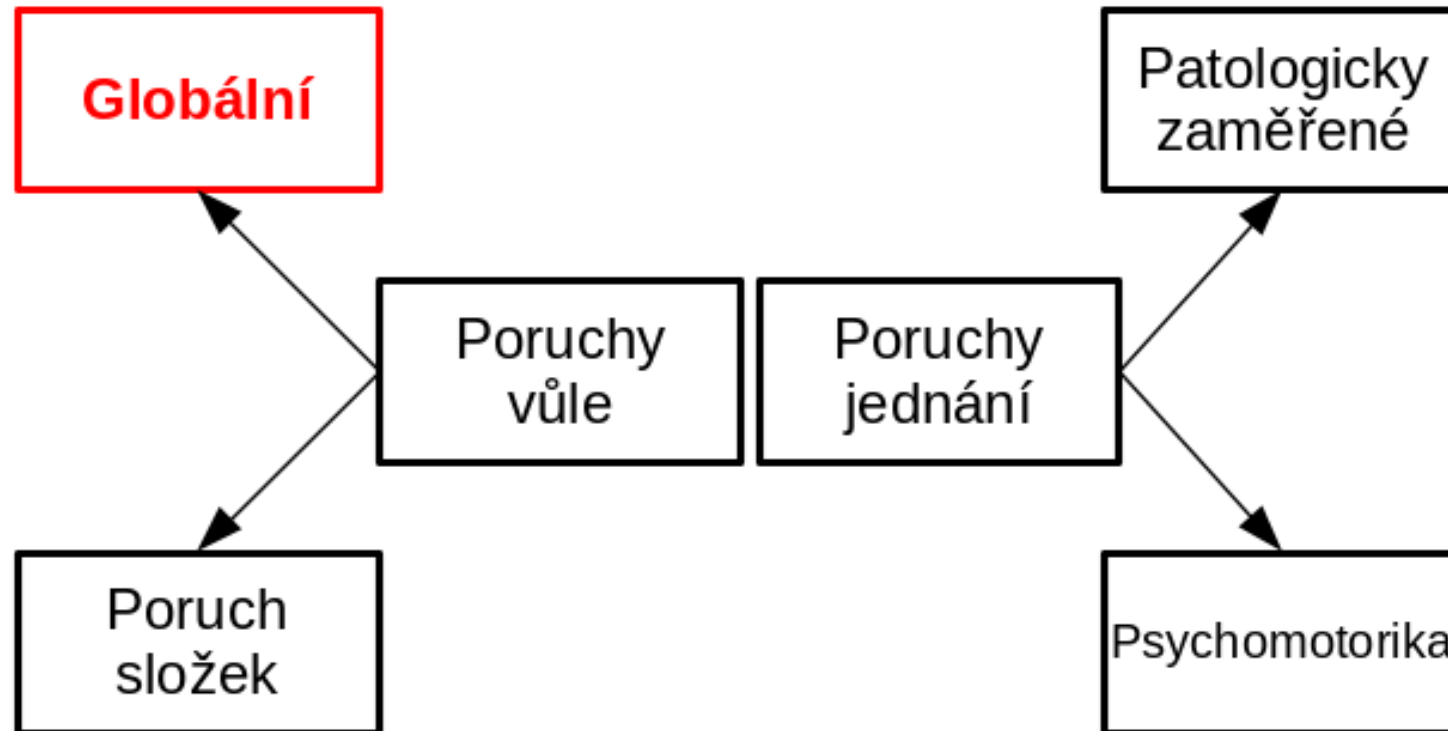 Globální
Patologicky
zaměřené
Poruchy
vůle
Poruchy
jednání
Poruch
složek
Psychomotorika